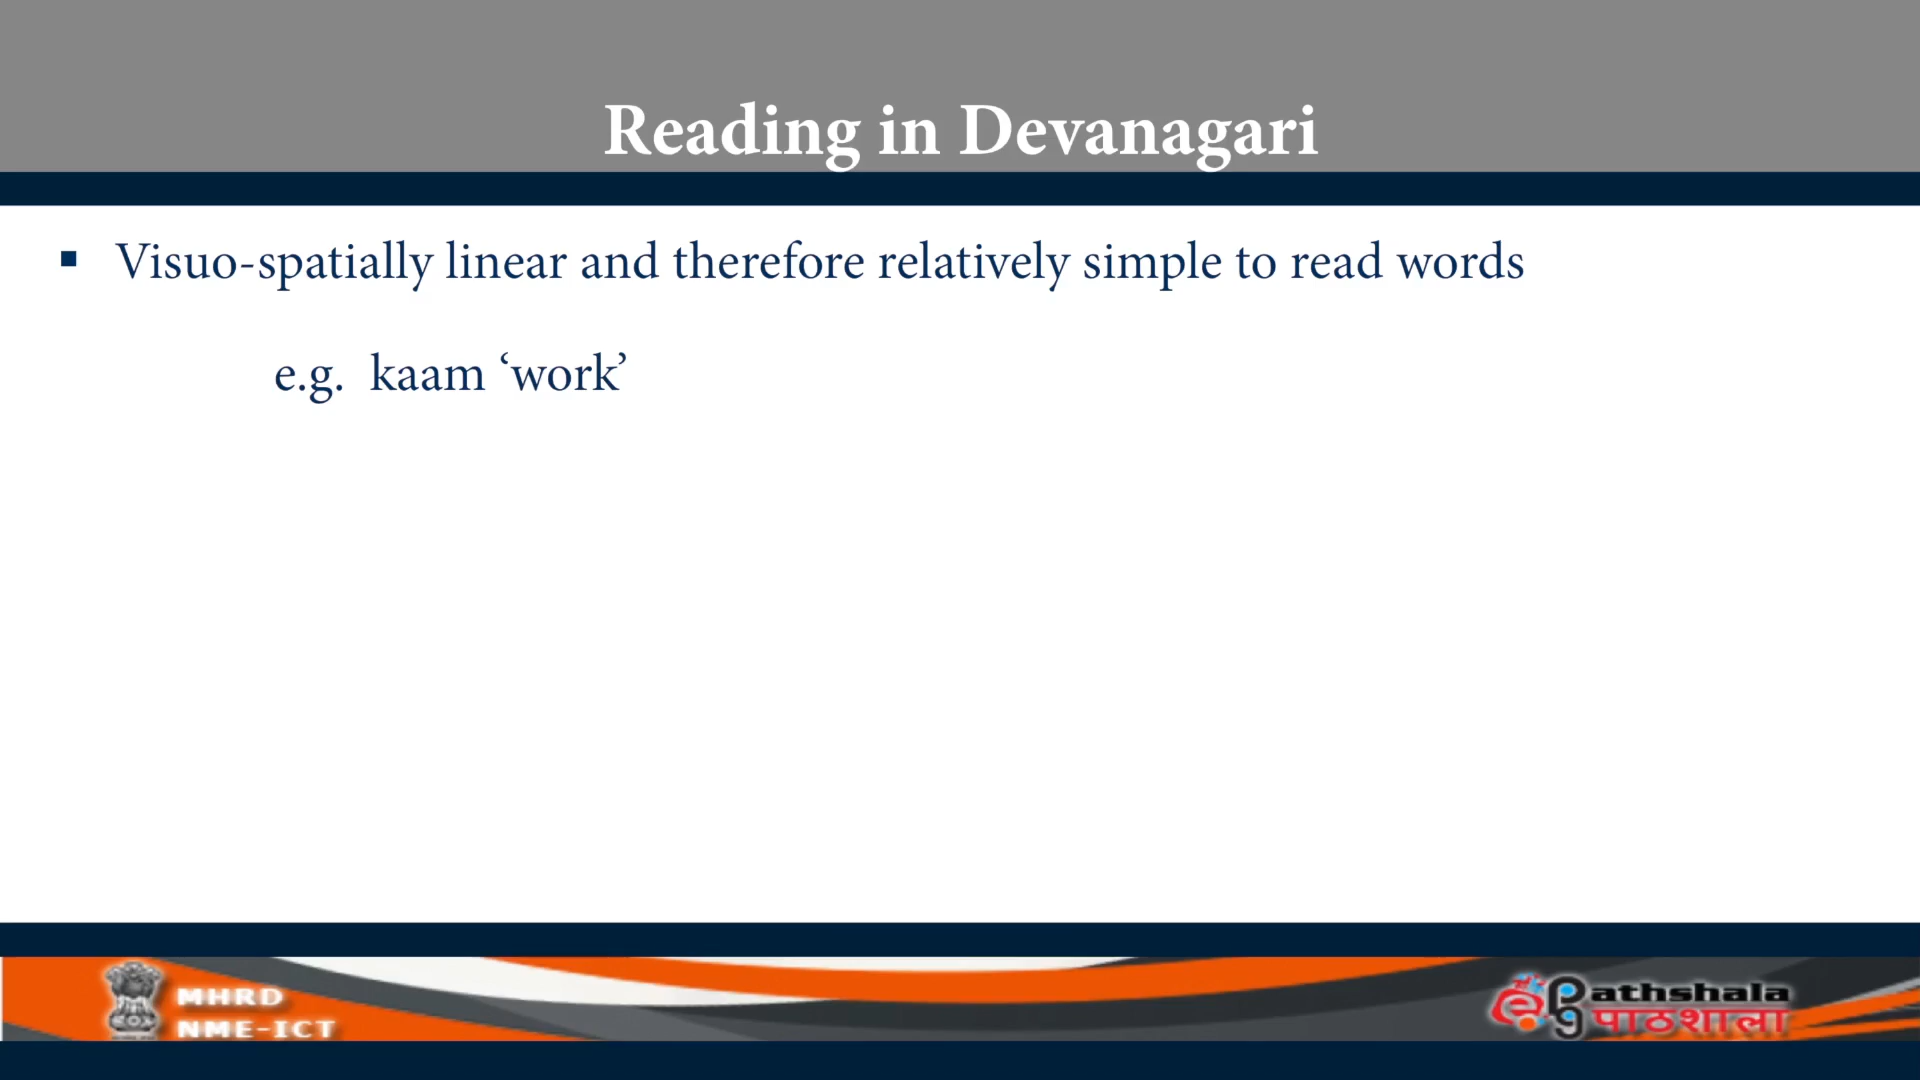 Reading in Devanagari
▪ Visuo-spatially linear and therefore relatively simple to read words
e.g. kaam ‘work’
MHRD
NME-ICT
ePathshala
पाठशाला